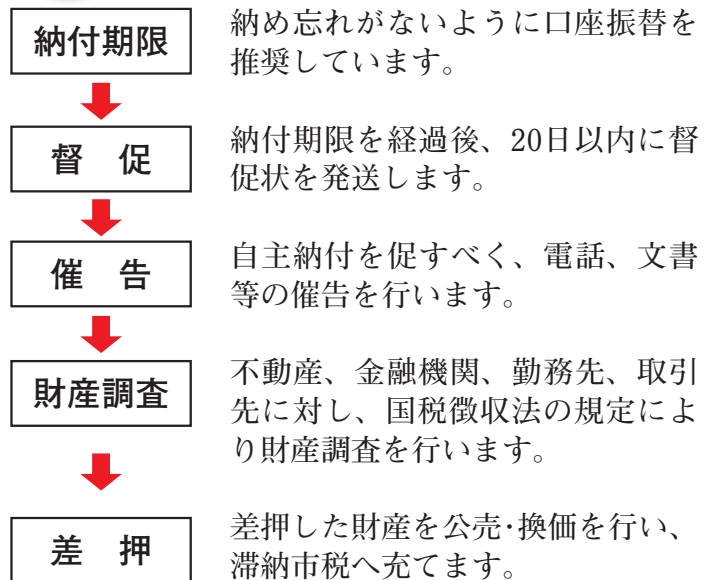 納付期限
納め忘れがないように口座振替を
推奨しています。
督 促
納付期限を経過後、20日以内に督
促状を発送します。
催 告
自主納付を促すべく、電話、文書
等の催告を行います。
財産調査
不動産、金融機関、勤務先、取引
先に対し、国税徴収法の規定によ
り財産調査を行います。
差 押
差押した財産を公売・換価を行い、
滞納市税へ充てます。